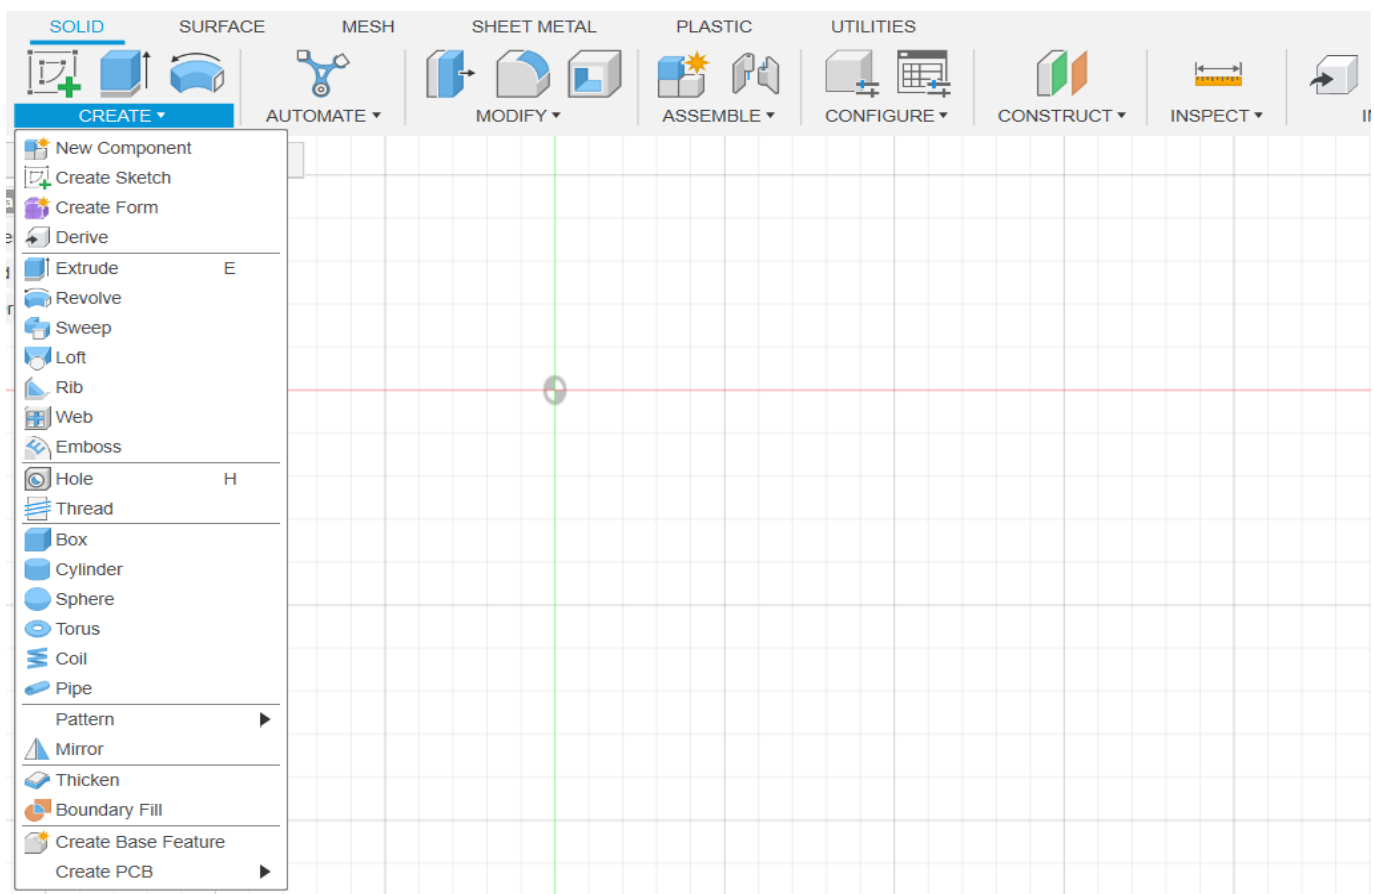 SOLID SURFACE MESH SHEET METAL PLASTIC UTILITIES
CREATE AUTOMATE MODIFY ASSEMBLE CONFIGURE CONSTRUCT INSPECT
New Component
Create Sketch
Create Form
Derive
Extrude E
Revolve
Sweep
Loft
Rib
Web
Emboss
Hole H
Thread
Box
Cylinder
Sphere
Torus
Coil
Pipe
Pattern
Mirror
Thicken
Boundary Fill
Create Base Feature
Create PCB